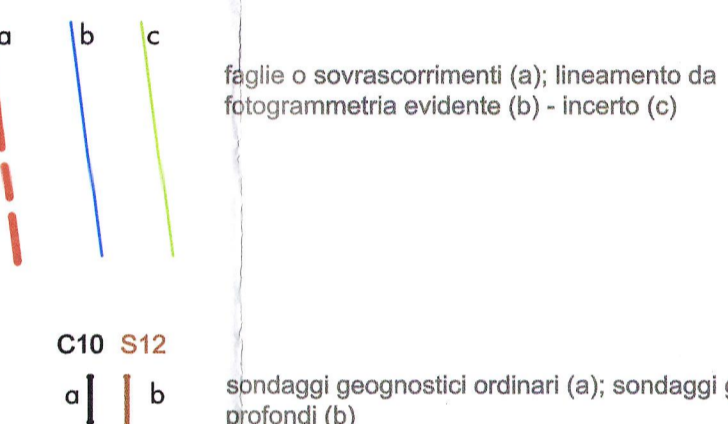 a b c
faglie o sovrascorrimenti (a); lineamento da
fotogrammetria evidente (b) - incerto (c)
C10 S12
a b
sondaggi geognostici ordinari (a); sondaggi
profondi (b)